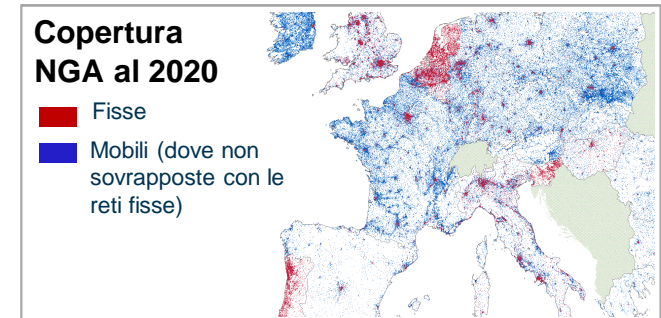 Copertura
NGA al 2020
Fisse
Mobili (dove non
sovrapposte con le
reti fisse)